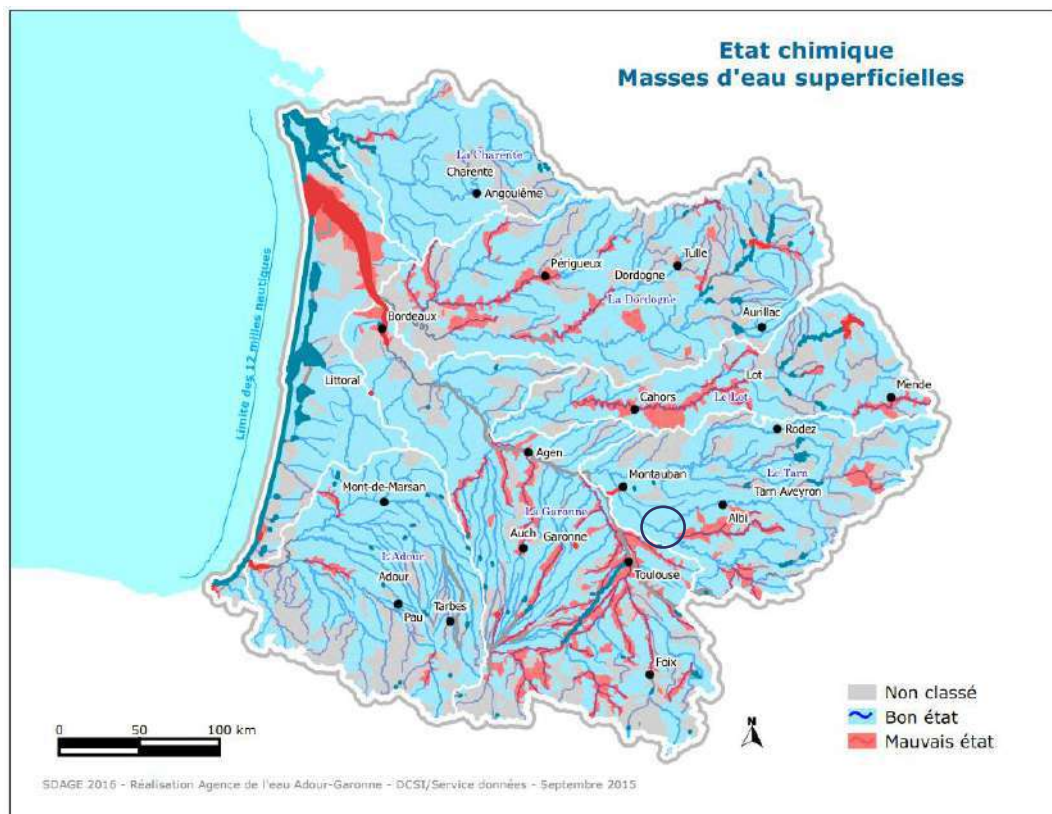 Etat chimique
Masses d'eau superficielles
Limite des 12 milles nautiques
La Charente
Charente
Angoulême
Périgueux
Tulle
Dordogne
La Dordogne
Aurillac
Bordeaux
Littoral
Lot
Le Lot
Cahors
Mende
Rodez
Agen
Montauban
Le Tarn
Tarn-Aveyron
Albi
Mont-de-Marsan
La Garonne
Auch
Garonne
L'Adour
Adour
Toulouse
Pau
Tarbes
Foix
Non classé
Bon état
Mauvais état
0 50 100 km
N
SDAGE 2016 - Réalisation Agence de l'eau Adour-Garonne - DCSI/Service données - Septembre 2015